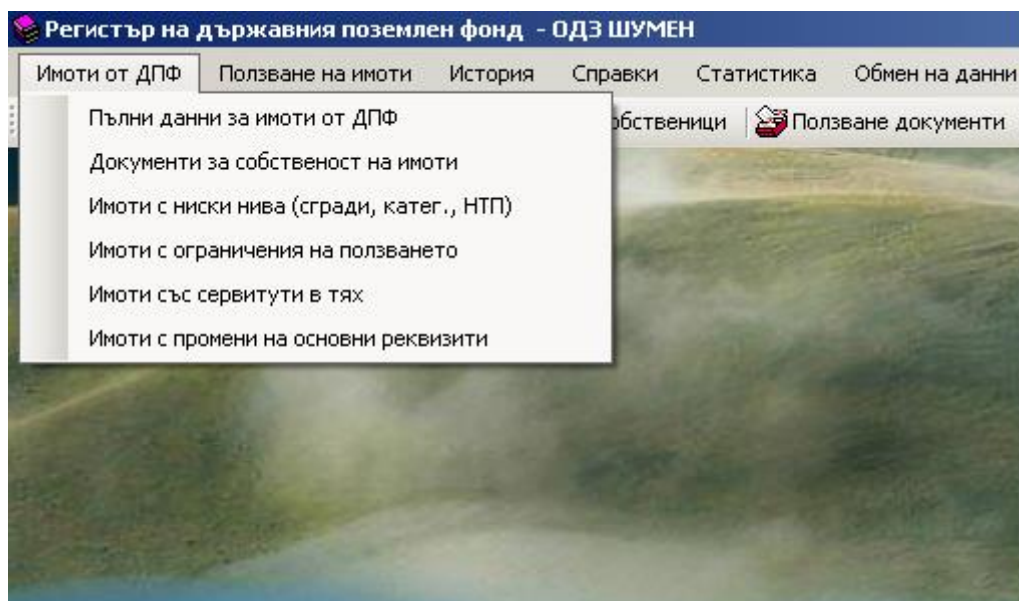 Регистър на държавния поземлен фонд - ОДЗ ШУМЕН
Имоти от ДПФ Ползване на имоти История Справки Статистика Обмен на данни
Ползване документи
Пълни данни за имоти от ДПФ
Документи за собственост на имоти
Имоти с ниски нива (сгради, катег., НТП)
Имоти с ограничения на ползването
Имоти със сервитути в тях
Имоти с промени на основни реквизити